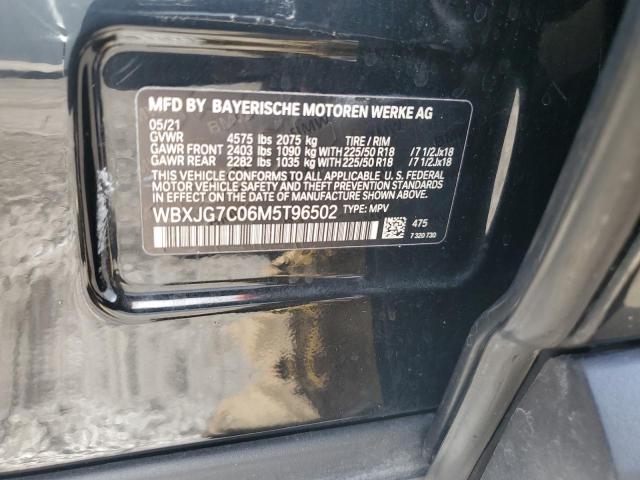 MFD BY BAYERISCHE MOTOREN WERKE AG
05/21
GVWR 4575 lbs 2075 kg TIRE / RIM
GAWR FRONT 2403 lbs 1090 kg WITH 225/50 R18 /7 1/2Jx18
GAWR REAR 2282 lbs 1035 kg WITH 225/50 R18 /7 1/2Jx18
THIS VEHICLE CONFORMS TO ALL APPLICABLE U. S. FEDERAL
MOTOR VEHICLE SAFETY, BUMPER, AND THEFT PREVENTION
STANDARDS IN EFFECT ON THE DATE OF MANUFACTURE SHOWN ABOVE.
WBXJG7C06M5T96502 TYPE: MPV
475
7 320 730